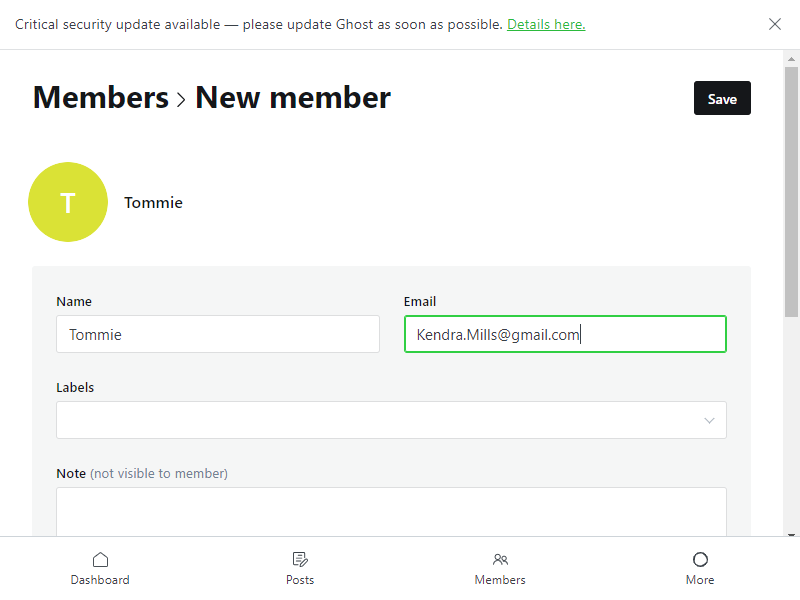 Critical security update available — please update Ghost as soon as possible. Details here.
Members > New member
Save
T
Tommie
Name
Email
Tommie
Kendra.Mills@gmail.com
Labels
Note (not visible to member)
Dashboard
Posts
Members
More